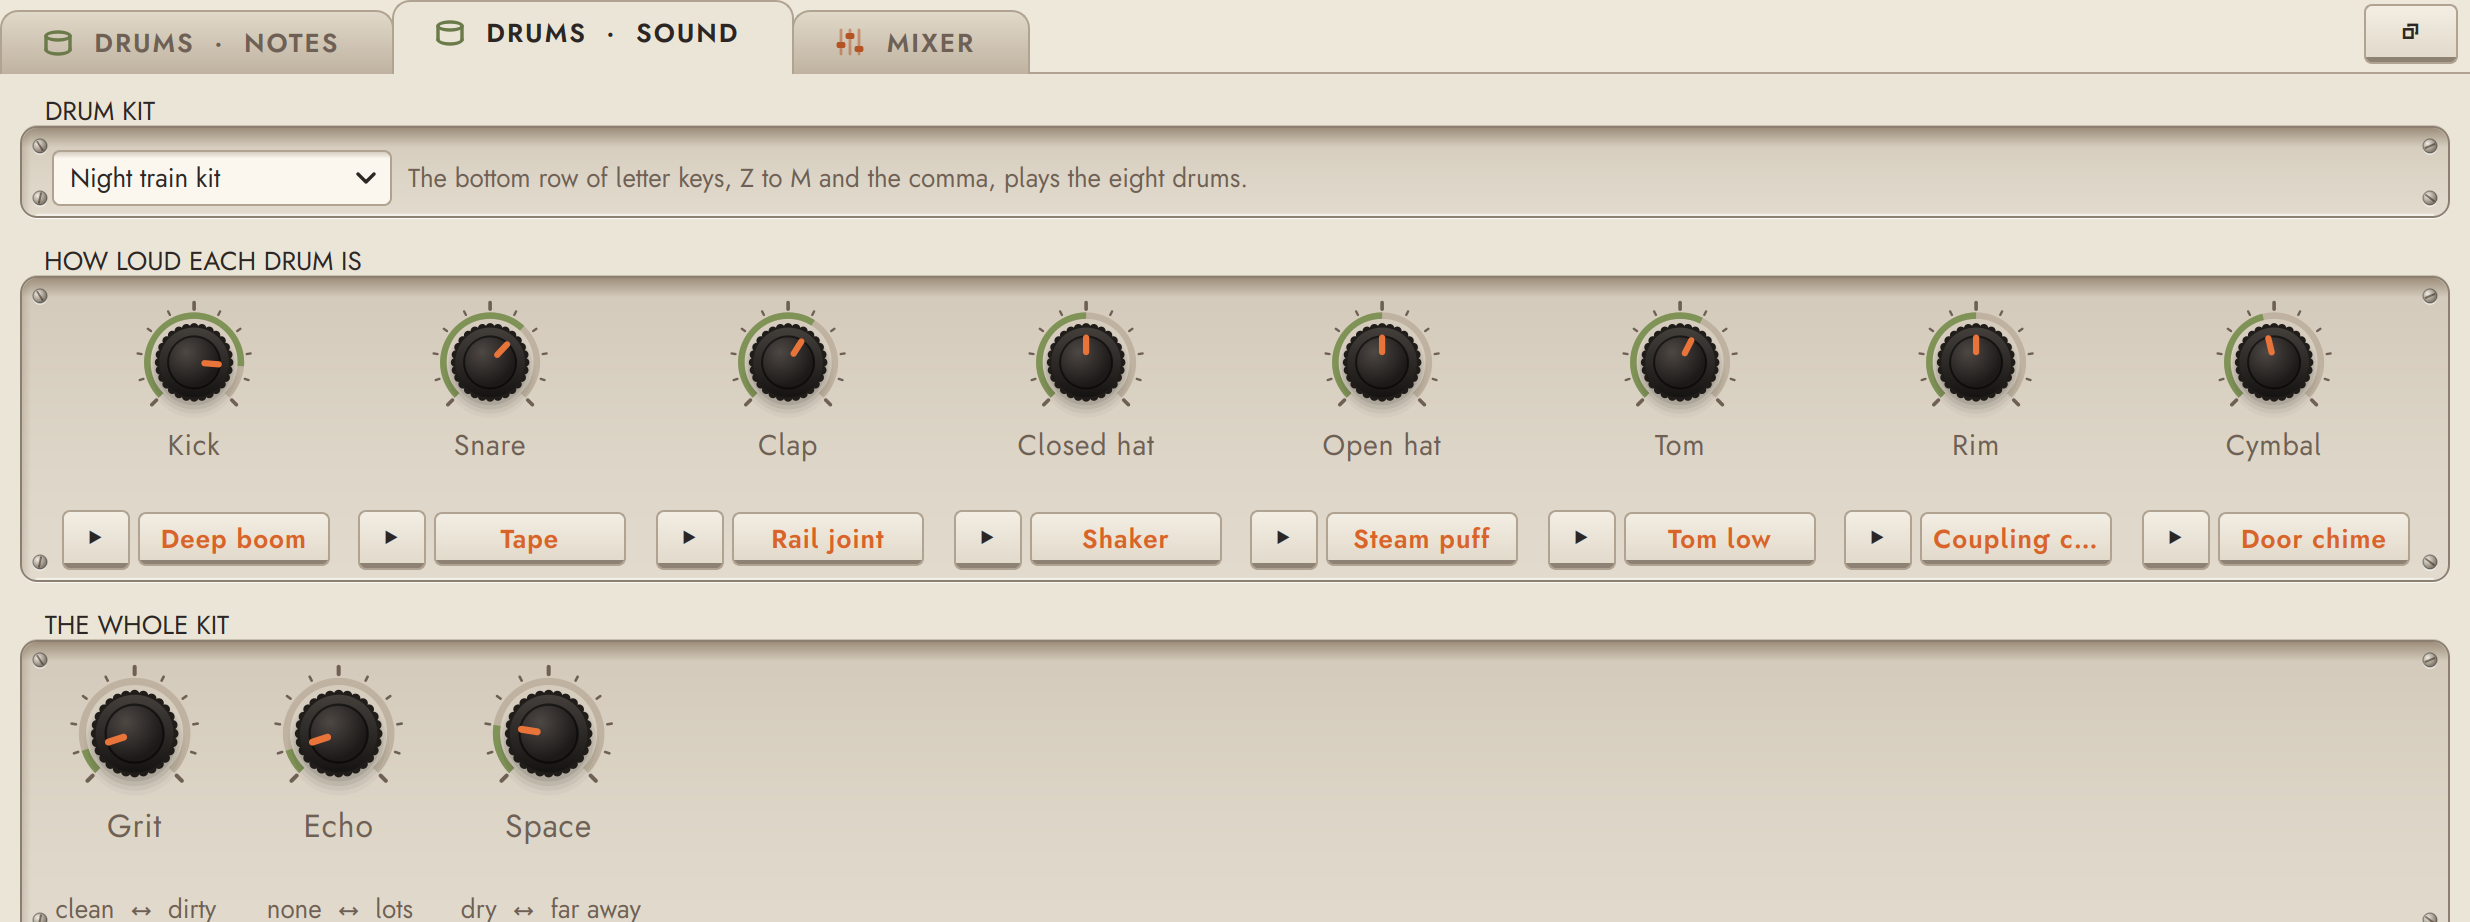 DRUMS · NOTES
DRUMS · SOUND
MIXER
DRUM KIT
Night train kit
The bottom row of letter keys, Z to M and the comma, plays the eight drums.
HOW LOUD EACH DRUM IS
Kick Snare Clap Closed hat Open hat Tom Rim Cymbal
Deep boom Tape Rail joint Shaker Steam puff Tom low Coupling c... Door chime
THE WHOLE KIT
Grit Echo Space
clean ↔ dirty none ↔ lots dry ↔ far away